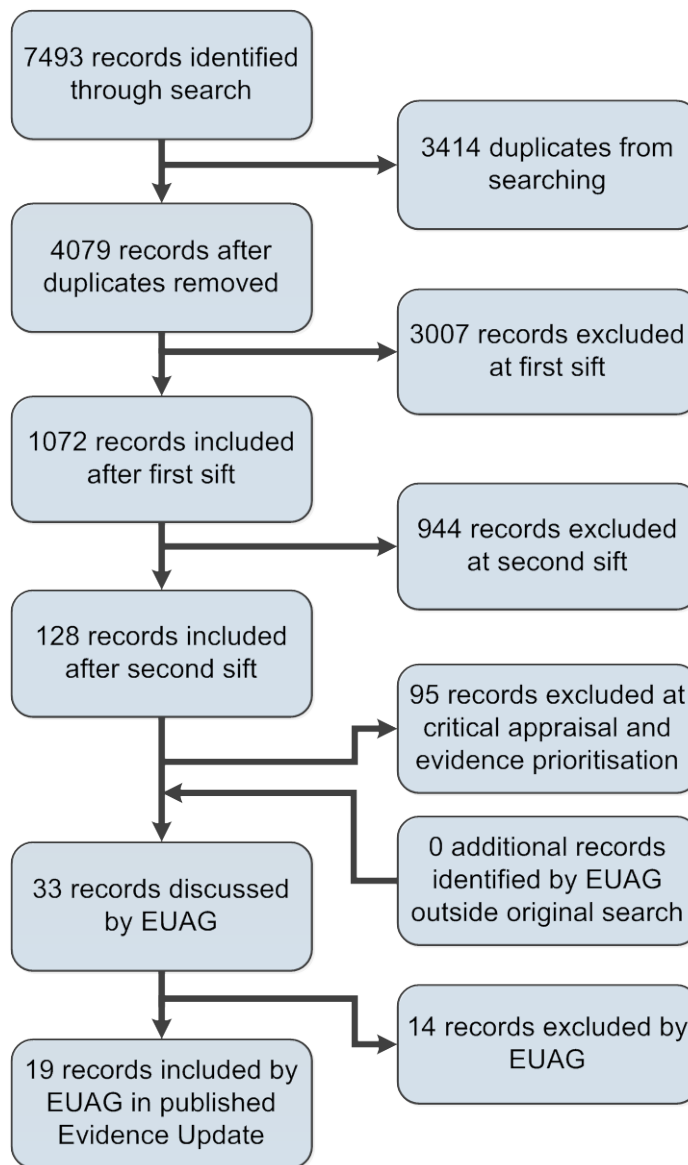 7493 records identified
through search
3414 duplicates from
searching
4079 records after
duplicates removed
3007 records excluded
at first sift
1072 records included
after first sift
944 records excluded
at second sift
128 records included
after second sift
95 records excluded at
critical appraisal and
evidence prioritisation
0 additional records
identified by EUAG
outside original search
33 records discussed
by EUAG
14 records excluded by
EUAG
19 records included by
EUAG in published
Evidence Update